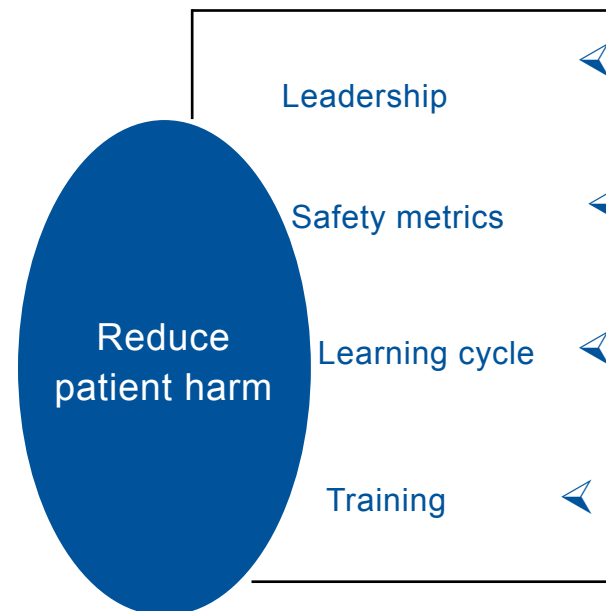 Leadership
Safety metrics
Reduce
patient harm
Learning cycle
Training